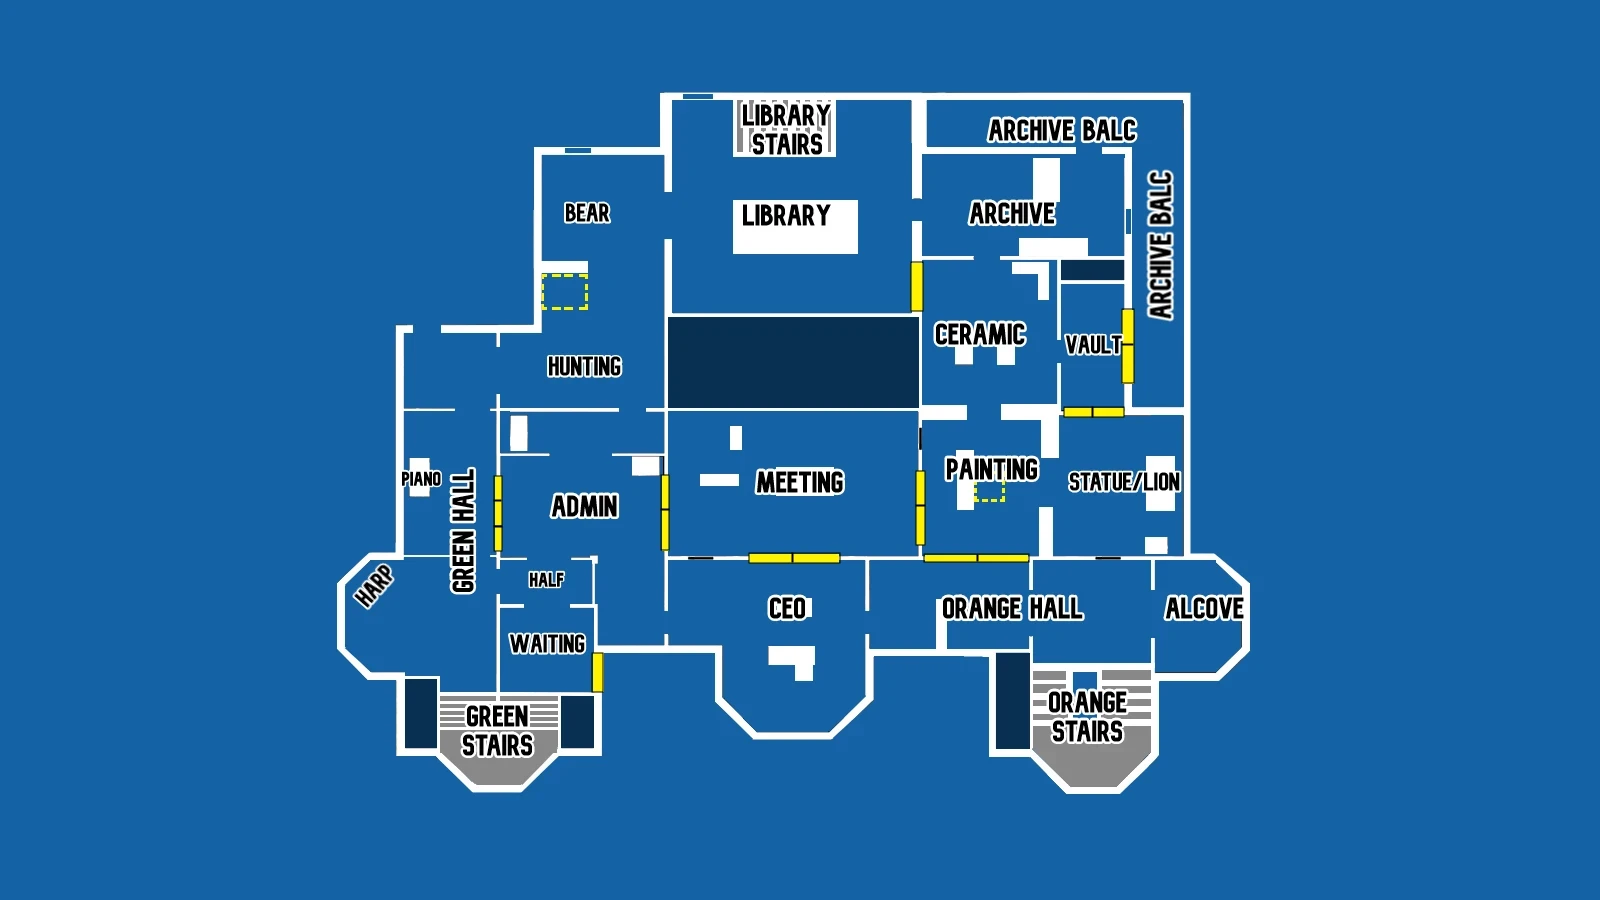 LIBRARY
STAIRS
ARCHIVE BALC
ARCHIVE BALC
BEAR
LIBRARY
ARCHIVE
CERAMIC
VAULT
HUNTING
PIANO
GREEN HALL
ADMIN
MEETING
PAINTING
STATUE/LION
HARP
HALF
CEO
ORANGE HALL
ALCOVE
WAITING
GREEN
STAIRS
ORANGE
STAIRS